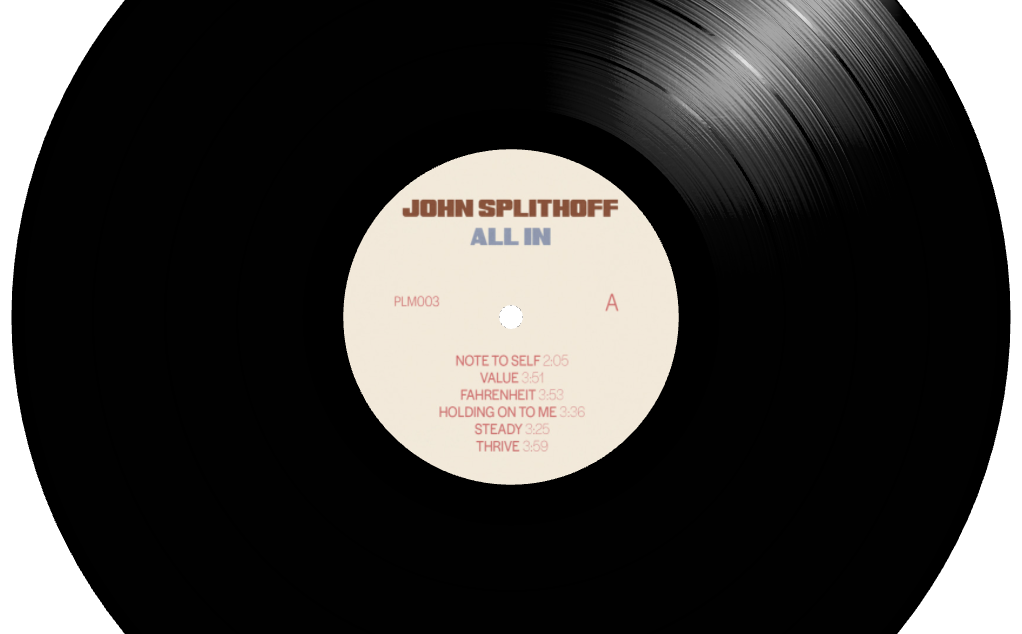 JOHN SPLITHOFF
ALL IN
PLM003 A
NOTE TO SELF 2:05
VALUE 3:51
FAHRENHEIT 3:53
HOLDING ON TO ME 3:36
STEADY 3:25
THRIVE 3:59